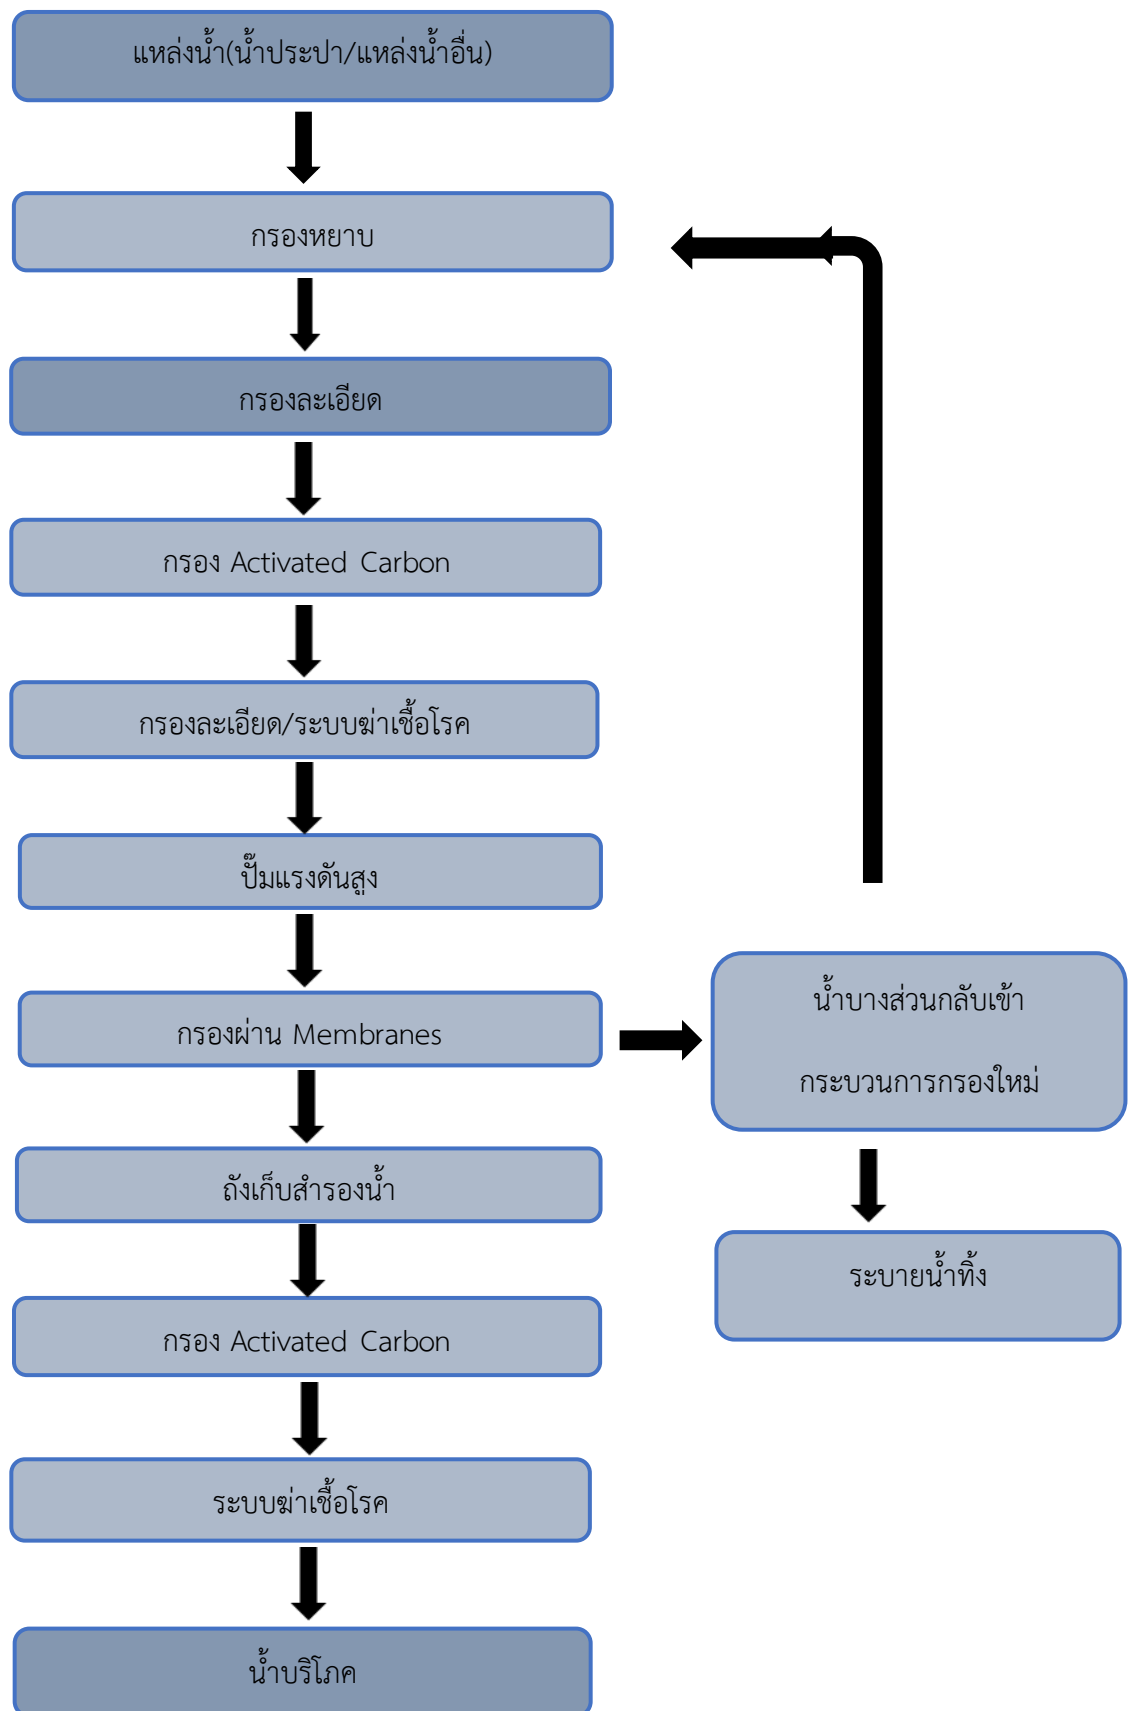 แหล่งน้ำ(น้ำประปา/แหล่งน้ำอื่น)
กรองหยาบ
กรองละเอียด
กรอง Activated Carbon
กรองละเอียด/ระบบฆ่าเชื้อโรค
ปั๊มแรงดันสูง
กรองผ่าน Membranes
น้ำบางส่วนกลับเข้า
กระบวนการกรองใหม่
ถังเก็บสำรองน้ำ
ระบายน้ำทิ้ง
กรอง Activated Carbon
ระบบฆ่าเชื้อโรค
น้ำบริโภค